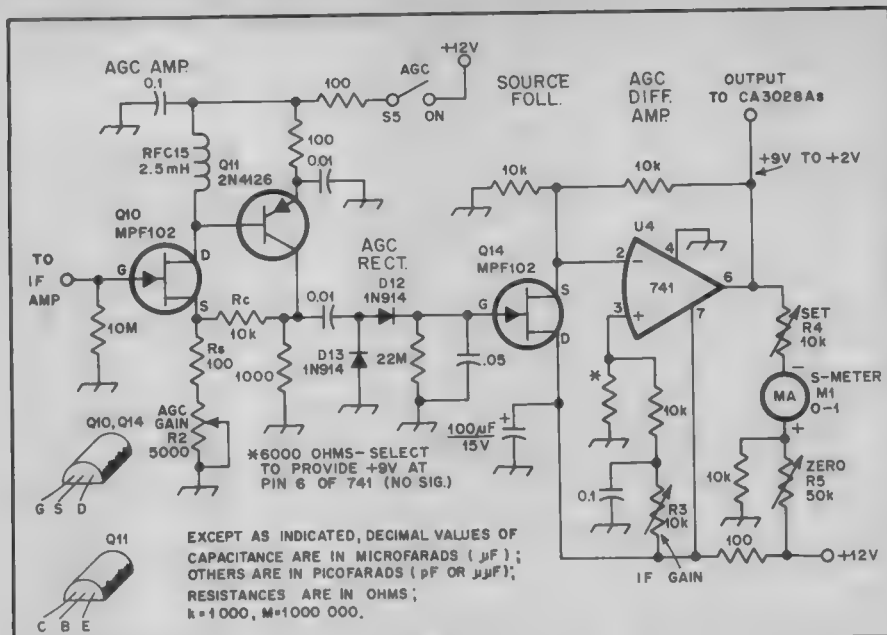 AGC AMP.
0.1
100
AGC
+12V
S5
ON
SOURCE
FOLL.
AGC
DIFF.
AMP.
OUTPUT
TO CA3028As
+9V TO +2V
RFC15
2.5mH
Q11
2N4126
100
0.01
10k
10k
Q10
MPF102
TO
IF
AMP
G
D
S
10M
Rc
10k
0.01
AGC
RECT.
D12
1N914
D13
1N914
1000
22M
.05
Q14
MPF102
G
S
D
U4
741
2
−
3
+
4
6
7
SET
R4
10k
−
S-METER
M1
0-1
MA
+
Rs
100
AGC
GAIN
R2
5000
Q10, Q14
G S D
+
100µF
15V
*
10k
0.1
R3
10k
IF GAIN
10k
ZERO
R5
50k
100
+12V
*6000 OHMS-SELECT
TO PROVIDE +9V AT
PIN 6 OF 741 (NO SIG.)
Q11
C B E
EXCEPT AS INDICATED, DECIMAL VALUES OF
CAPACITANCE ARE IN MICROFARADS (µF);
OTHERS ARE IN PICOFARADS (pF OR µµF);
RESISTANCES ARE IN OHMS;
k=1000, M=1000 000.